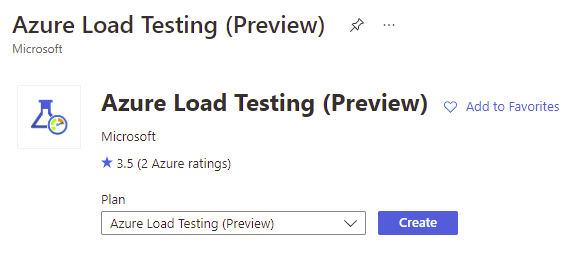 Azure Load Testing (Preview)
Microsoft
Azure Load Testing (Preview)
Add to Favorites
Microsoft
3.5 (2 Azure ratings)
Plan
Azure Load Testing (Preview)
Create